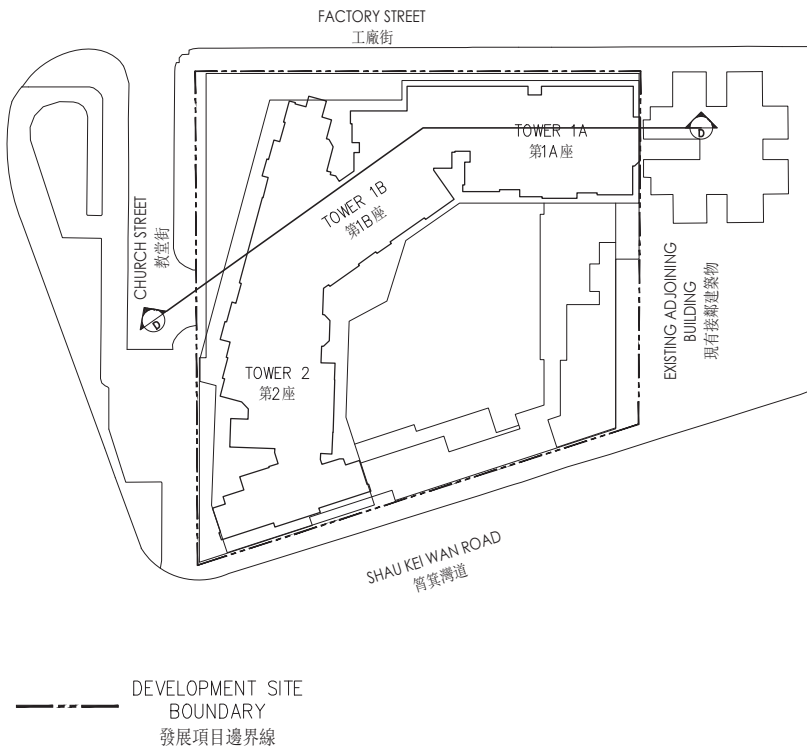 FACTORY STREET
工廠街
TOWER 1A
第1A座
D
TOWER 1B
第1B座
CHURCH STREET
教堂街
D
EXISTING ADJOINING
BUILDING
現有接鄰建築物
TOWER 2
第2座
SHAU KEI WAN ROAD
筲箕灣道
DEVELOPMENT SITE
BOUNDARY
發展項目邊界線